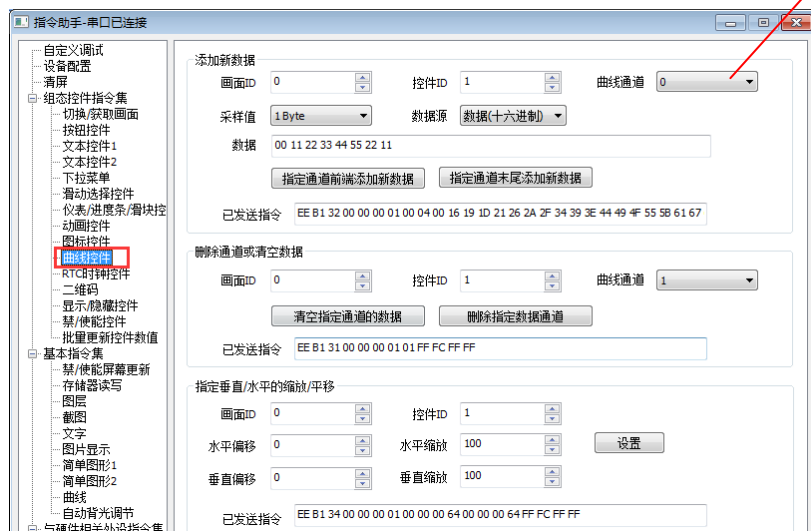 指令助手-串口已连接
自定义调试
设备配置
清屏
组态控件指令集
切换/获取画面
按钮控件
文本控件1
文本控件2
下拉菜单
滑动选择控件
仪表/进度条/滑块控
动画控件
图标控件
曲线控件
RTC时钟控件
二维码
显示/隐藏控件
禁/使能控件
批量更新控件数值
基本指令集
禁/使能屏幕更新
存储器读写
图层
截图
文字
图片显示
简单图形1
简单图形2
曲线
自动背光调节
与硬件相关外设指令集
添加新数据
画面ID 0 控件ID 1 曲线通道 0
采样值 1Byte 数据源 数据(十六进制)
数据 00 11 22 33 44 55 22 11
指定通道前端添加新数据 指定通道末尾添加新数据
已发送指令 EE B1 32 00 00 00 01 00 04 00 16 19 1D 21 26 2A 2F 34 39 3E 44 49 4F 55 5B 61 67
删除通道或清空数据
画面ID 0 控件ID 1 曲线通道 1
清空指定通道的数据 删除指定数据通道
已发送指令 EE B1 31 00 00 00 01 01 FF FC FF FF
指定垂直/水平的缩放/平移
画面ID 0 控件ID 1
水平偏移 0 水平缩放 100 设置
垂直偏移 0 垂直缩放 100
已发送指令 EE B1 34 00 00 00 01 00 00 00 64 00 00 00 64 FF FC FF FF